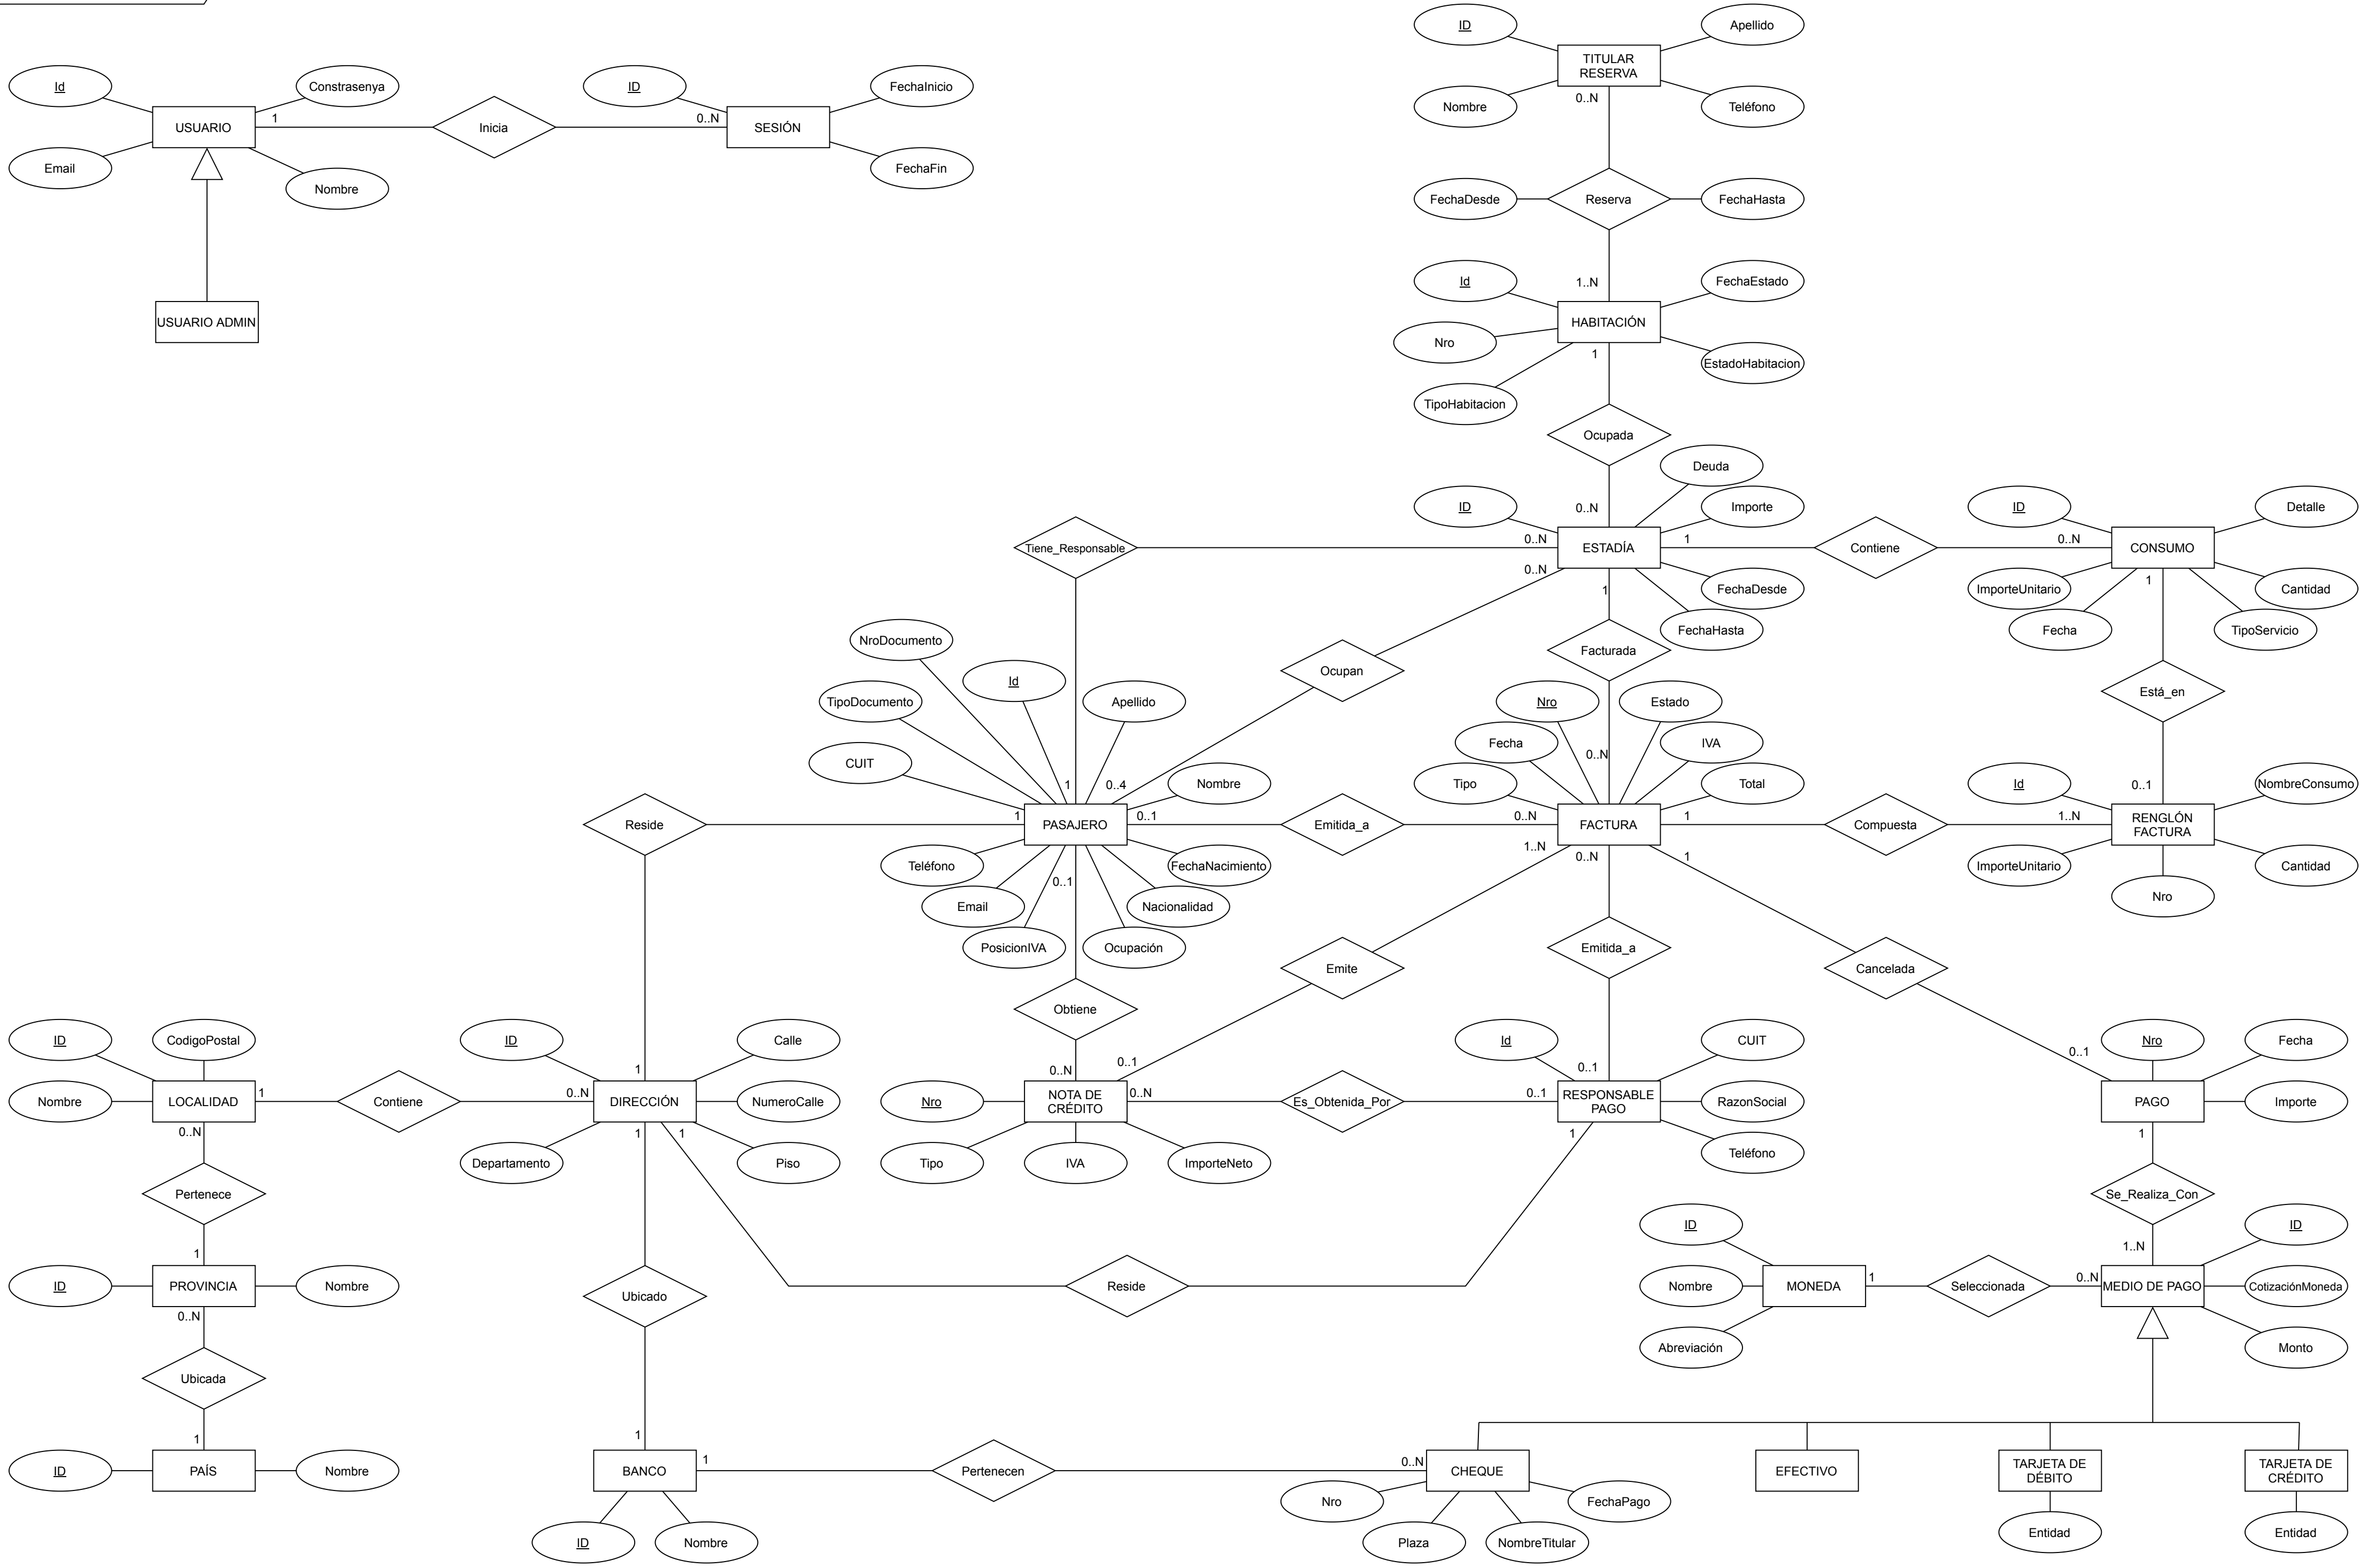 ID
Apellido
TITULAR
RESERVA
Nombre
Teléfono
0..N
Id
Constrasenya
USUARIO
Email
Nombre
1
Inicia
0..N
ID
FechaInicio
SESIÓN
FechaFin
USUARIO ADMIN
FechaDesde
Reserva
FechaHasta
1..N
Id
FechaEstado
HABITACIÓN
Nro
EstadoHabitacion
TipoHabitacion
1
Ocupada
Deuda
0..N
ID
Importe
Tiene_Responsable
0..N
ESTADÍA
1
Contiene
0..N
ID
Detalle
CONSUMO
0..N
FechaDesde
1
FechaHasta
ImporteUnitario
1
Cantidad
Fecha
TipoServicio
NroDocumento
Id
TipoDocumento
Apellido
CUIT
Ocupan
Facturada
Está_en
Nro
Estado
Fecha
0..N
IVA
Tipo
Total
1
0..4
Nombre
Reside
1
PASAJERO
0..1
Emitida_a
0..N
FACTURA
1
Compuesta
1..N
Id
0..1
NombreConsumo
RENGLÓN
FACTURA
ImporteUnitario
Nro
Cantidad
Teléfono
FechaNacimiento
Email
0..1
Nacionalidad
PosicionIVA
Ocupación
1..N
0..N
1
Emite
Emitida_a
Cancelada
Obtiene
ID
CodigoPostal
Nombre
LOCALIDAD
1
Contiene
0..N
ID
1
Calle
DIRECCIÓN
NumeroCalle
Departamento
1
1
Piso
0..N
0..1
Nro
NOTA DE
CRÉDITO
0..N
Es_Obtenida_Por
0..1
Tipo
IVA
ImporteNeto
Id
0..1
CUIT
RESPONSABLE
PAGO
RazonSocial
1
Teléfono
0..1
Nro
Fecha
PAGO
Importe
1
0..N
Pertenece
1
ID
PROVINCIA
Nombre
0..N
Ubicada
1
ID
PAÍS
Nombre
Ubicado
Reside
Se_Realiza_Con
ID
Nombre
MONEDA
Abreviación
1
Seleccionada
0..N
1..N
ID
MEDIO DE PAGO
CotizaciónMoneda
Monto
1
BANCO
1
Pertenecen
0..N
CHEQUE
EFECTIVO
TARJETA DE
DÉBITO
TARJETA DE
CRÉDITO
ID
Nombre
Nro
Plaza
NombreTitular
FechaPago
Entidad
Entidad